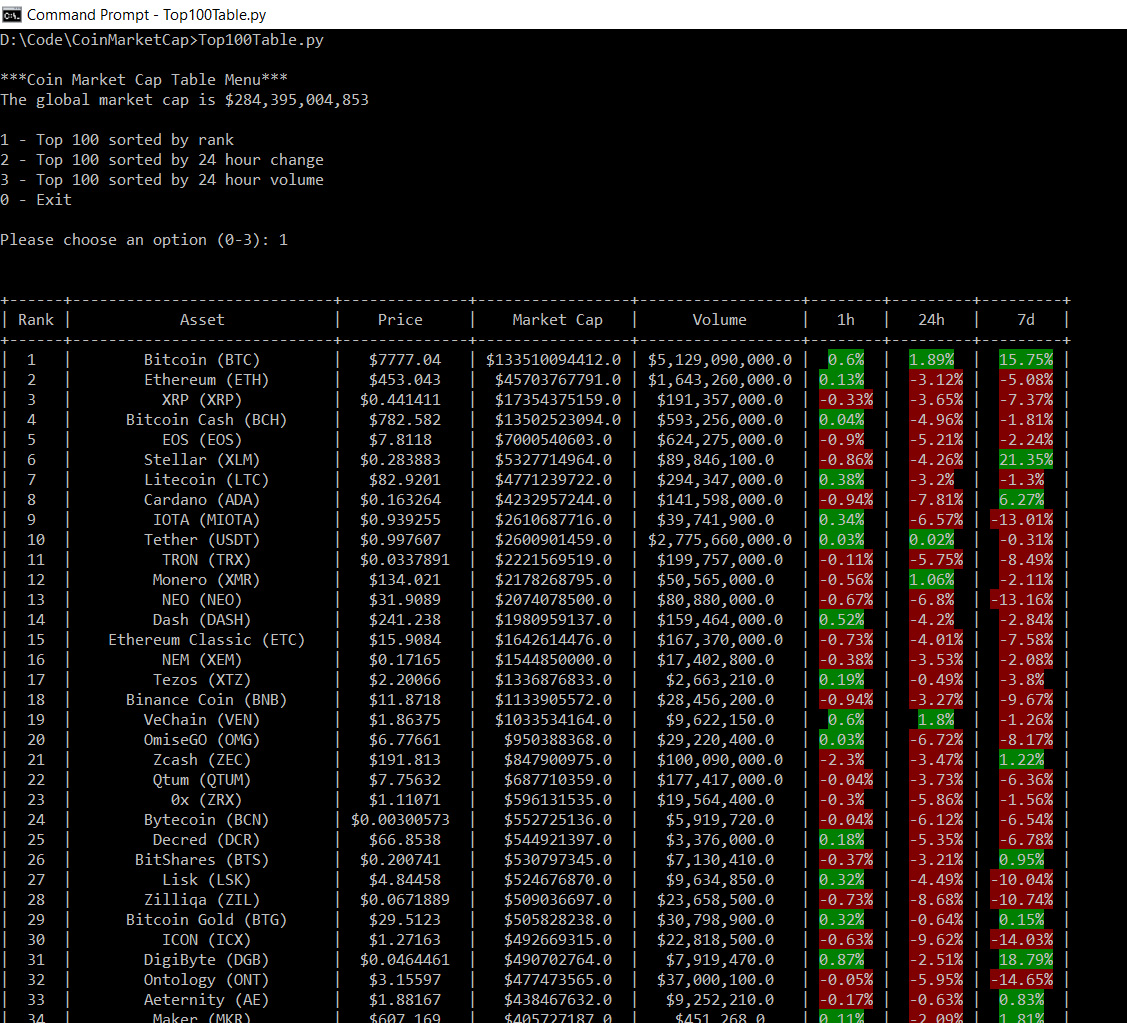 Command Prompt - Top100Table.py
D:\Code\CoinMarketCap>Top100Table.py
***Coin Market Cap Table Menu***
The global market cap is $284,395,004,853
1 - Top 100 sorted by rank
2 - Top 100 sorted by 24 hour change
3 - Top 100 sorted by 24 hour volume
0 - Exit
Please choose an option (0-3): 1
+------+-----------------------------+--------------+-----------------+------------------+--------+---------+---------+
| Rank | Asset | Price | Market Cap | Volume | 1h | 24h | 7d |
+------+-----------------------------+--------------+-----------------+------------------+--------+---------+---------+
| 1 | Bitcoin (BTC) | $7777.04 | $133510094412.0 | $5,129,090,000.0 | 0.6% | 1.89% | 15.75% |
| 2 | Ethereum (ETH) | $453.043 | $45703767791.0 | $1,643,260,000.0 | 0.13% | -3.12% | -5.08% |
| 3 | XRP (XRP) | $0.441411 | $17354375159.0 | $191,357,000.0 | -0.33% | -3.65% | -7.37% |
| 4 | Bitcoin Cash (BCH) | $782.582 | $13502523094.0 | $593,256,000.0 | 0.04% | -4.96% | -1.81% |
| 5 | EOS (EOS) | $7.8118 | $7000540603.0 | $624,275,000.0 | -0.9% | -5.21% | -2.24% |
| 6 | Stellar (XLM) | $0.283883 | $5327714964.0 | $89,846,100.0 | -0.86% | -4.26% | 21.35% |
| 7 | Litecoin (LTC) | $82.9201 | $4771239722.0 | $294,347,000.0 | 0.38% | -3.2% | -1.3% |
| 8 | Cardano (ADA) | $0.163264 | $4232957244.0 | $141,598,000.0 | -0.94% | -7.81% | 6.27% |
| 9 | IOTA (MIOTA) | $0.939255 | $2610687716.0 | $39,741,900.0 | 0.34% | -6.57% | -13.01% |
| 10 | Tether (USDT) | $0.997607 | $2600901459.0 | $2,775,660,000.0 | 0.03% | 0.02% | -0.31% |
| 11 | TRON (TRX) | $0.0337891 | $2221569519.0 | $199,757,000.0 | -0.11% | -5.75% | -8.49% |
| 12 | Monero (XMR) | $134.021 | $2178268795.0 | $50,565,000.0 | -0.56% | 1.06% | -2.11% |
| 13 | NEO (NEO) | $31.9089 | $2074078500.0 | $80,880,000.0 | -0.67% | -6.8% | -13.16% |
| 14 | Dash (DASH) | $241.238 | $1980959137.0 | $159,464,000.0 | 0.52% | -4.2% | -2.84% |
| 15 | Ethereum Classic (ETC) | $15.9084 | $1642614476.0 | $167,370,000.0 | -0.73% | -4.01% | -7.58% |
| 16 | NEM (XEM) | $0.17165 | $1544850000.0 | $17,402,800.0 | -0.38% | -3.53% | -2.08% |
| 17 | Tezos (XTZ) | $2.20066 | $1336876833.0 | $2,663,210.0 | 0.19% | -0.49% | -3.8% |
| 18 | Binance Coin (BNB) | $11.8718 | $1133905572.0 | $28,456,200.0 | -0.94% | -3.27% | -9.67% |
| 19 | VeChain (VEN) | $1.86375 | $1033534164.0 | $9,622,150.0 | 0.6% | 1.8% | -1.26% |
| 20 | OmiseGO (OMG) | $6.77661 | $950388368.0 | $29,220,400.0 | 0.03% | -6.72% | -8.17% |
| 21 | Zcash (ZEC) | $191.813 | $847900975.0 | $100,090,000.0 | -2.3% | -3.47% | 1.22% |
| 22 | Qtum (QTUM) | $7.75632 | $687710359.0 | $177,417,000.0 | -0.04% | -3.73% | -6.36% |
| 23 | 0x (ZRX) | $1.11071 | $596131535.0 | $19,564,400.0 | -0.3% | -5.86% | -1.56% |
| 24 | Bytecoin (BCN) | $0.00300573 | $552725136.0 | $5,919,720.0 | -0.04% | -6.12% | -6.54% |
| 25 | Decred (DCR) | $66.8538 | $544921397.0 | $3,376,000.0 | 0.18% | -5.35% | -6.78% |
| 26 | BitShares (BTS) | $0.200741 | $530797345.0 | $7,130,410.0 | -0.37% | -3.21% | 0.95% |
| 27 | Lisk (LSK) | $4.84458 | $524676870.0 | $9,634,850.0 | 0.32% | -4.49% | -10.04% |
| 28 | Zilliqa (ZIL) | $0.0671889 | $509036697.0 | $23,658,500.0 | -0.73% | -8.68% | -10.74% |
| 29 | Bitcoin Gold (BTG) | $29.5123 | $505828238.0 | $30,798,900.0 | 0.32% | -0.64% | 0.15% |
| 30 | ICON (ICX) | $1.27163 | $492669315.0 | $22,818,500.0 | -0.63% | -9.62% | -14.03% |
| 31 | DigiByte (DGB) | $0.0464461 | $490702764.0 | $7,919,470.0 | 0.87% | -2.51% | 18.79% |
| 32 | Ontology (ONT) | $3.15597 | $477473565.0 | $37,000,100.0 | -0.05% | -5.95% | -14.65% |
| 33 | Aeternity (AE) | $1.88167 | $438467632.0 | $9,252,210.0 | -0.17% | -0.63% | 0.83% |
| 34 | Maker (MKR) | $607.169 | $405727187.0 | $451,268.0 | 0.11% | -2.09% | 1.81% |